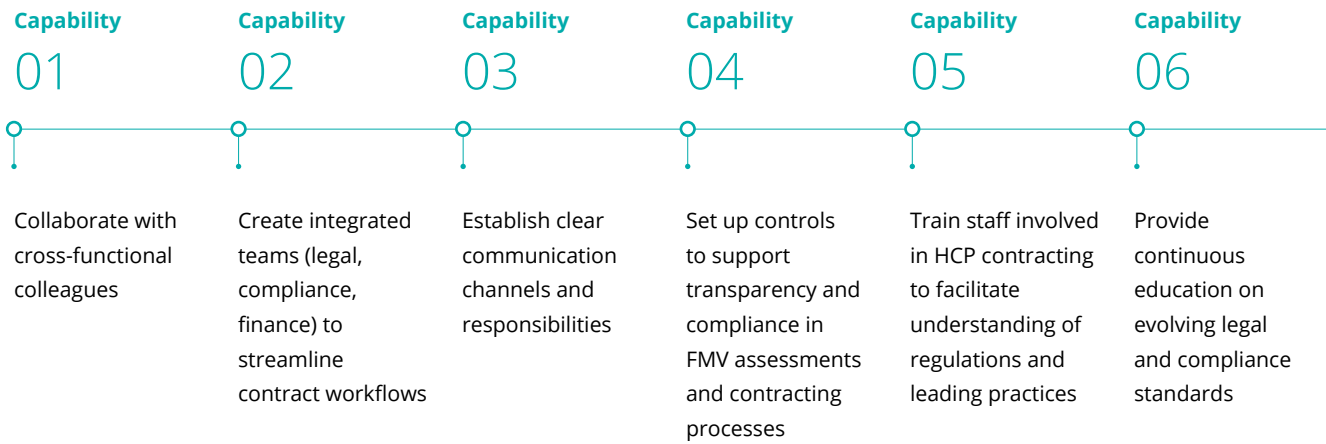 Capability
01
Collaborate with
cross-functional
colleagues
Capability
02
Create integrated
teams (legal,
compliance,
finance) to
streamline
contract workflows
Capability
03
Establish clear
communication
channels and
responsibilities
Capability
04
Set up controls
to support
transparency and
compliance in
FMV assessments
and contracting
processes
Capability
05
Train staff involved
in HCP contracting
to facilitate
understanding of
regulations and
leading practices
Capability
06
Provide
continuous
education on
evolving legal
and compliance
standards